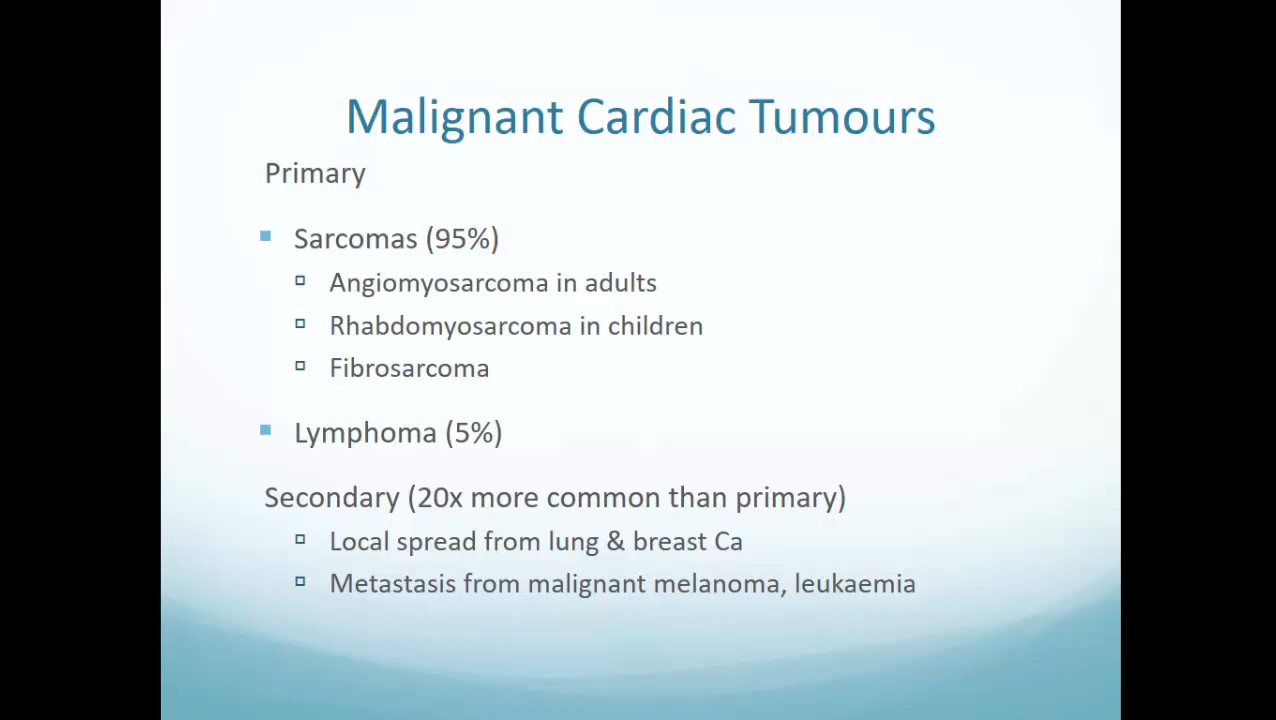 Malignant Cardiac Tumours
Primary
Sarcomas (95%)
Angiomyosarcoma in adults
Rhabdomyosarcoma in children
Fibrosarcoma
Lymphoma (5%)
Secondary (20x more common than primary)
Local spread from lung & breast Ca
Metastasis from malignant melanoma, leukaemia